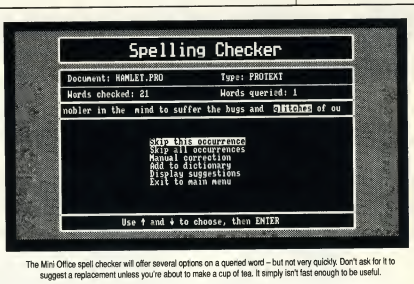 Spelling Checker
Document: HAMLET.PRO Type: PROTEXT
Words checked: 21 Words queried: 1
nobler in the mind to suffer the bugs and glitches of ou
Skip this occurrence
Skip all occurrences
Manual correction
Add to dictionary
Display suggestions
Exit to main menu
Use ↑ and ↓ to choose, then ENTER
The Mini Office spell checker will offer several options on a queried word – but not very quickly. Don't ask for it to
suggest a replacement unless you're about to make a cup of tea. It simply isn't fast enough to be useful.